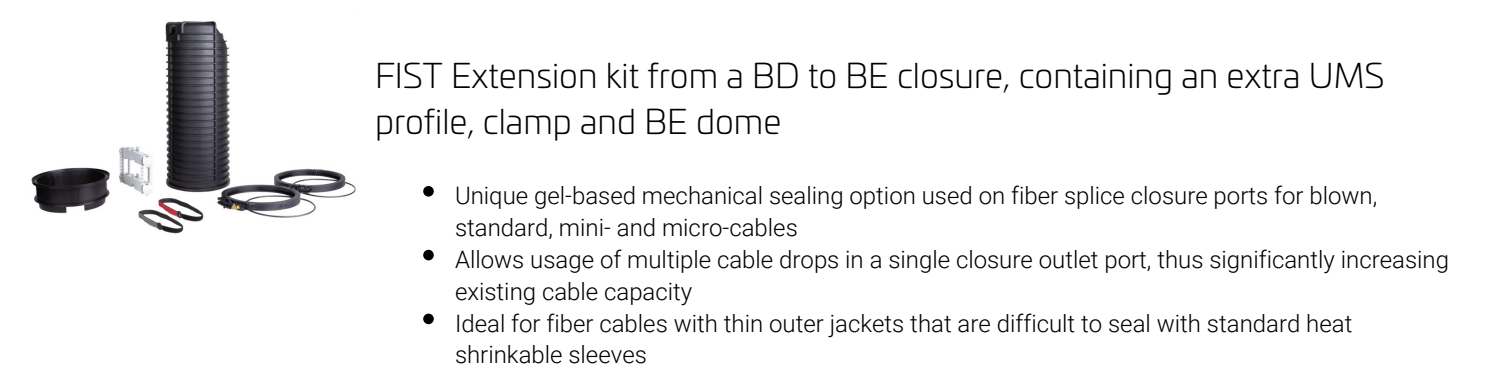 FIST Extension kit from a BD to BE closure, containing an extra UMS
profile, clamp and BE dome
• Unique gel-based mechanical sealing option used on fiber splice closure ports for blown,
standard, mini- and micro-cables
• Allows usage of multiple cable drops in a single closure outlet port, thus significantly increasing
existing cable capacity
• Ideal for fiber cables with thin outer jackets that are difficult to seal with standard heat
shrinkable sleeves